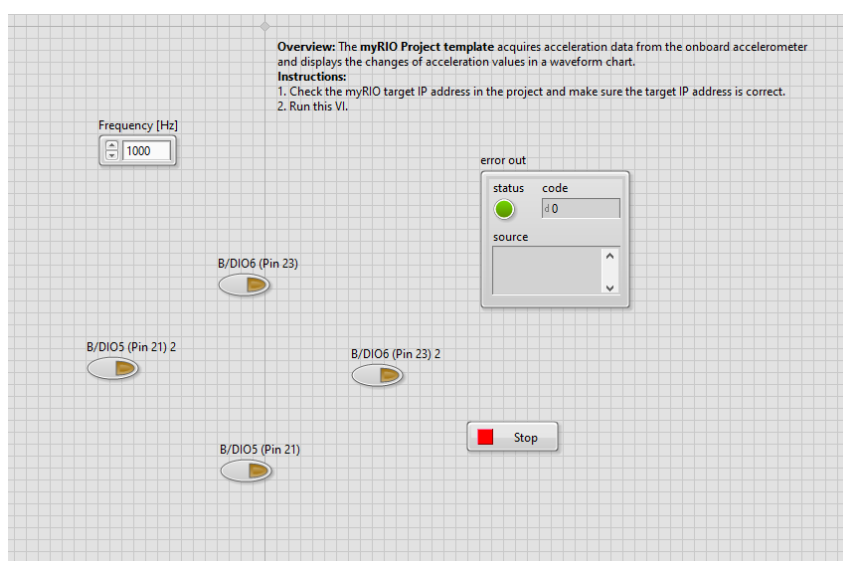 Overview: The myRIO Project template acquires acceleration data from the onboard accelerometer
and displays the changes of acceleration values in a waveform chart.
Instructions:
1. Check the myRIO target IP address in the project and make sure the target IP address is correct.
2. Run this VI.
Frequency [Hz]
1000
error out
status code
d 0
source
B/DIO6 (Pin 23)
B/DIO5 (Pin 21) 2
B/DIO6 (Pin 23) 2
Stop
B/DIO5 (Pin 21)